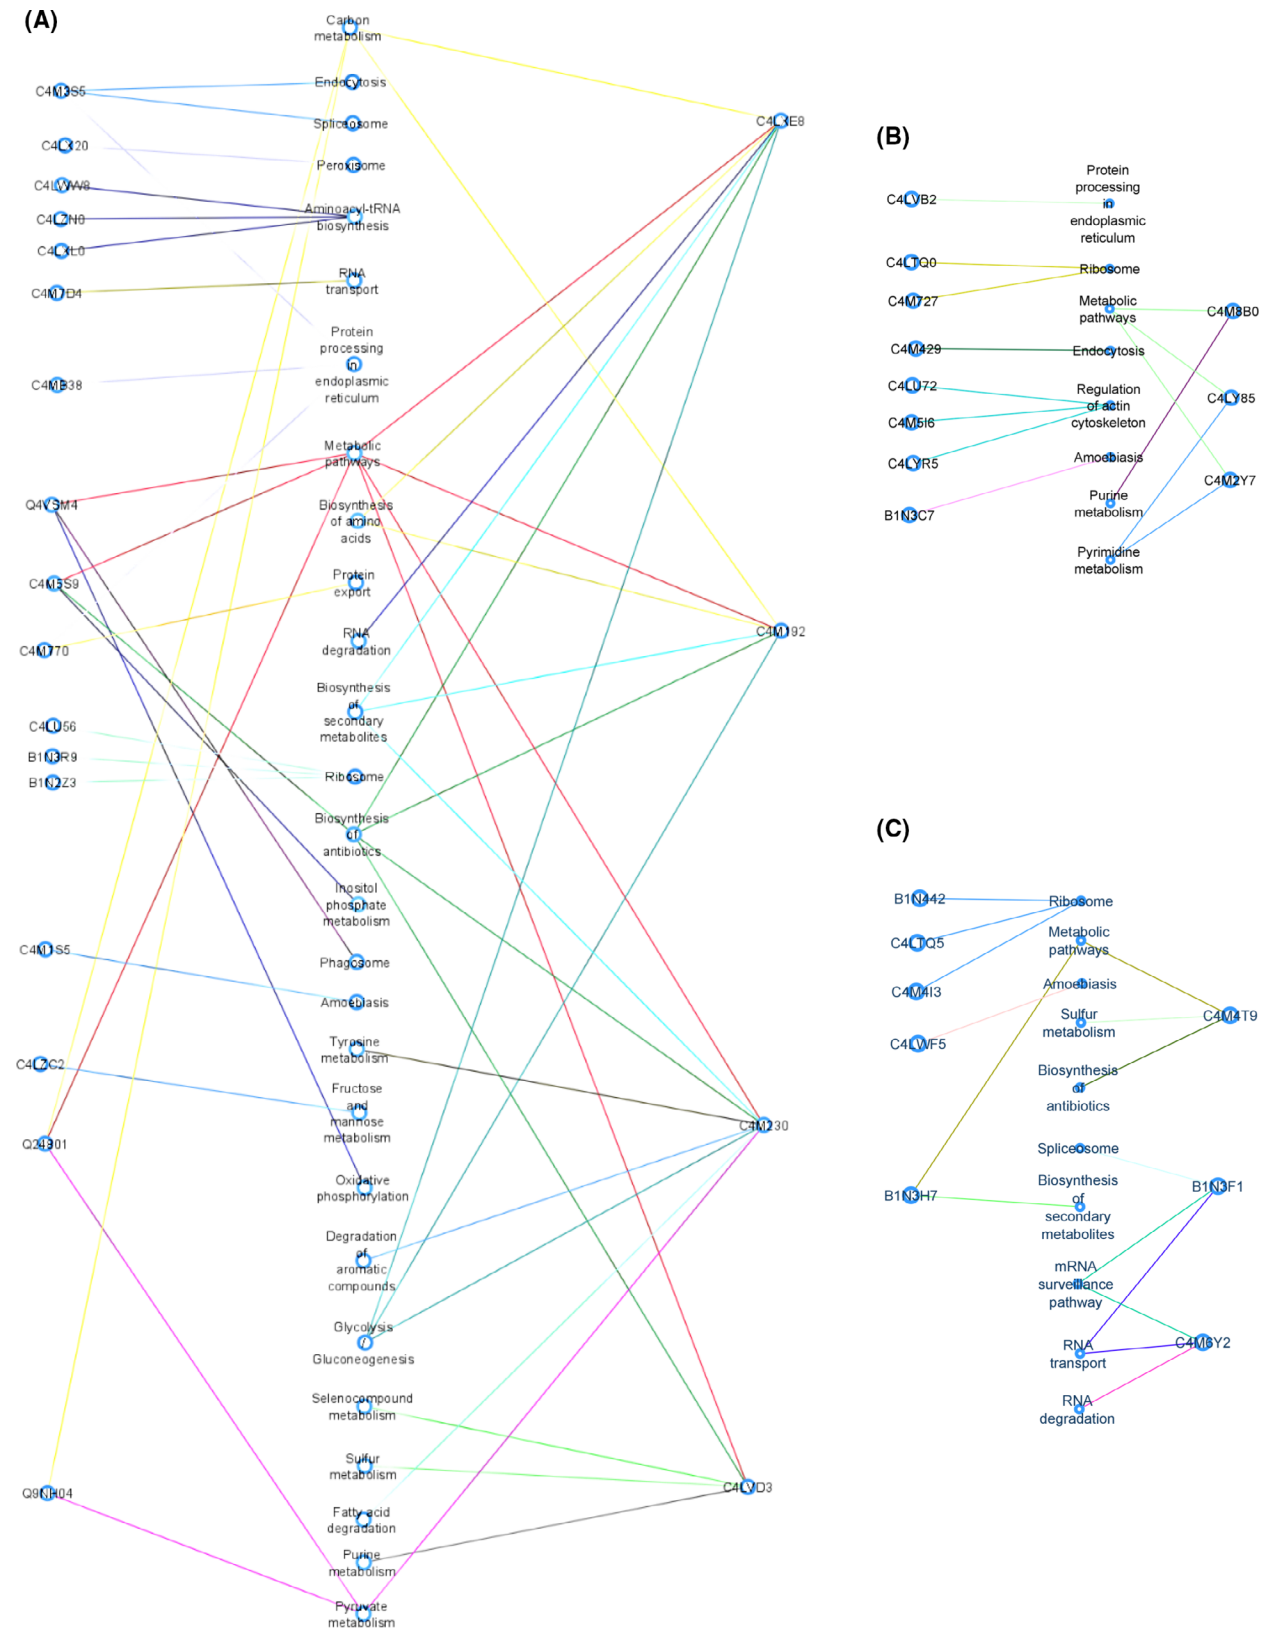 (A)
Carbon
metabolism
C4M3S5
Endocytosis
Spliceosome
C4LX20
Peroxisome
C4LWW8
C4LZN0
Aminoacyl-tRNA
biosynthesis
C4LXL0
C4M7D4
RNA
transport
Protein
processing
in
endoplasmic
reticulum
C4MB38
Metabolic
pathways
Q4VSM4
Biosynthesis
of amino
acids
C4M5S9
Protein
export
C4M770
RNA
degradation
Biosynthesis
of
secondary
metabolites
C4LU56
B1N3R9
B1N2Z3
Ribosome
Biosynthesis
of
antibiotics
Inositol
phosphate
metabolism
C4M1S5
Phagosome
Amoebiasis
Tyrosine
metabolism
C4LZC2
Fructose
and
mannose
metabolism
Q24801
Oxidative
phosphorylation
Degradation
of
aromatic
compounds
Glycolysis
/
Gluconeogenesis
Selenocompound
metabolism
Sulfur
metabolism
Q9NH04
Fatty acid
degradation
Purine
metabolism
Pyruvate
metabolism
C4LXE8
C4M192
C4M230
C4LVD3
(B)
C4LVB2
Protein
processing
in
endoplasmic
reticulum
C4LTQ0
Ribosome
C4M727
Metabolic
pathways
C4M8B0
C4M429
Endocytosis
C4LU72
Regulation
of actin
cytoskeleton
C4LY85
C4M5I6
C4LYR5
Amoebiasis
C4M2Y7
B1N3C7
Purine
metabolism
Pyrimidine
metabolism
(C)
B1N442
Ribosome
C4LTQ5
Metabolic
pathways
C4M4I3
Amoebiasis
C4LWF5
Sulfur
metabolism
C4M4T9
Biosynthesis
of
antibiotics
Spliceosome
B1N3H7
Biosynthesis
of
secondary
metabolites
B1N3F1
mRNA
surveillance
pathway
RNA
transport
C4M6Y2
RNA
degradation